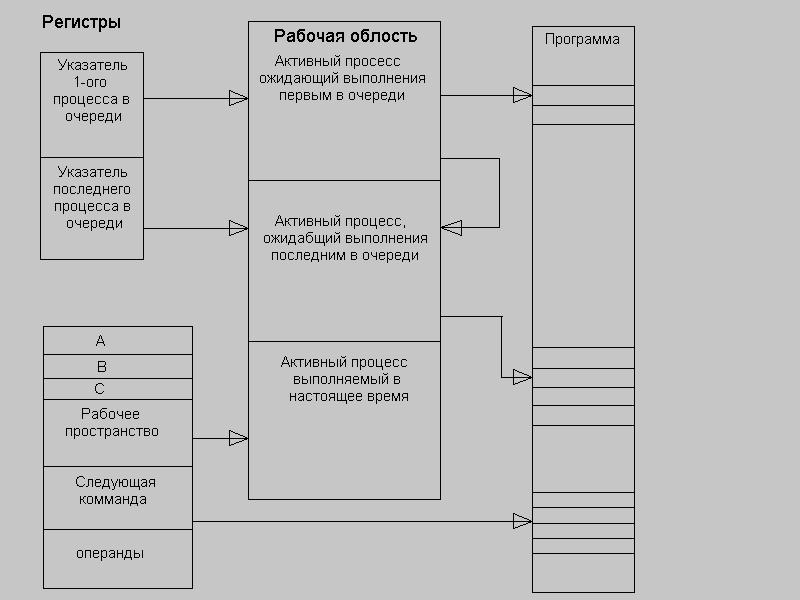 Регистры
Указатель
1-ого
процесса в
очереди
Указатель
последнего
процесса в
очереди
Рабочая облость
Активный просесс
ожидающий выполнения
первым в очереди
Активный процесс,
ожидабщий выполнения
последним в очереди
Активный процесс
выполняемый в
настоящее время
Программа
A
B
C
Рабочее
пространство
Следующая
комманда
операнды